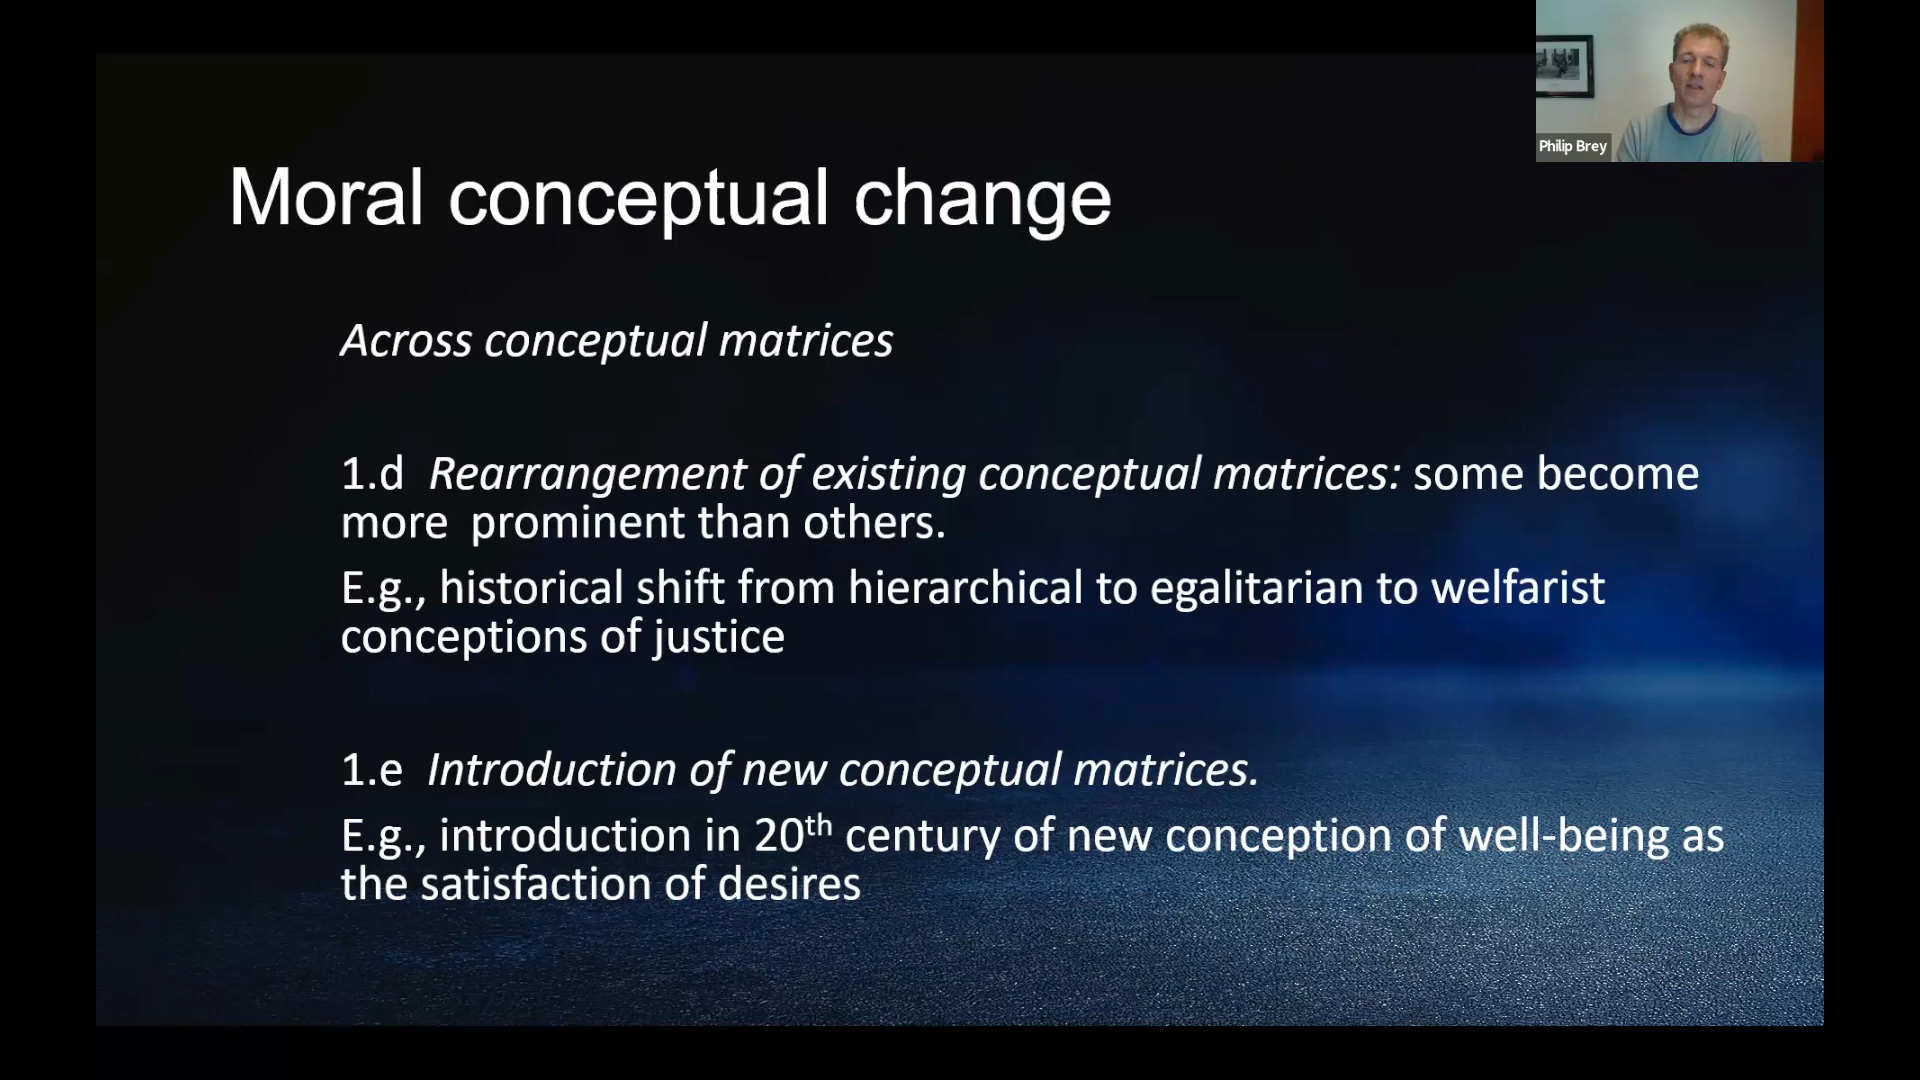 Philip Brey
Moral conceptual change
Across conceptual matrices
1.d Rearrangement of existing conceptual matrices: some become
more prominent than others.
E.g., historical shift from hierarchical to egalitarian to welfarist
conceptions of justice
1.e Introduction of new conceptual matrices.
E.g., introduction in 20th century of new conception of well-being as
the satisfaction of desires